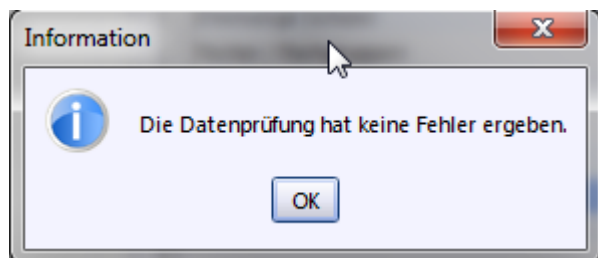 Information
Die Datenprüfung hat keine Fehler ergeben.
OK